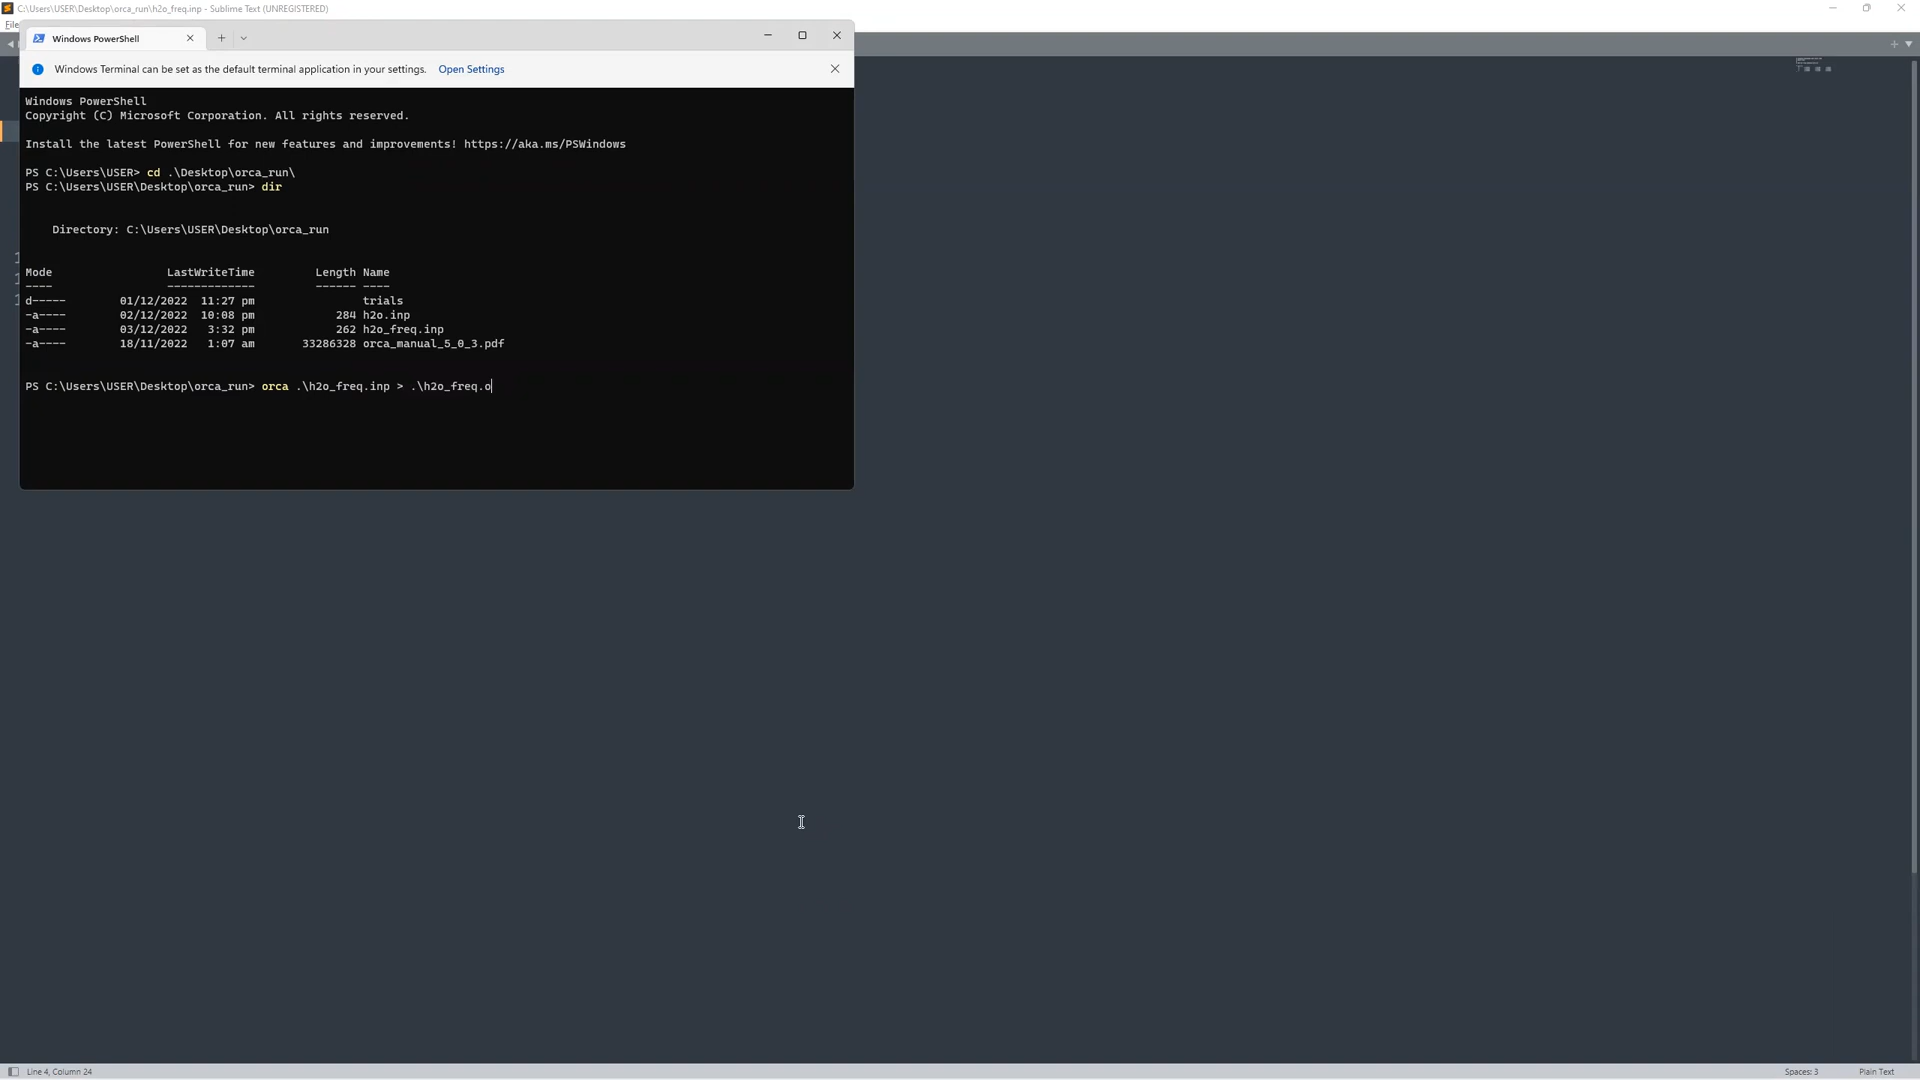 C:\Users\USER\Desktop\orca_run\h2o_freq.inp - Sublime Text (UNREGISTERED)
File
Windows PowerShell
Windows Terminal can be set as the default terminal application in your settings. Open Settings
Windows PowerShell
Copyright (C) Microsoft Corporation. All rights reserved.
Install the latest PowerShell for new features and improvements! https://aka.ms/PSWindows
PS C:\Users\USER> cd .\Desktop\orca_run\
PS C:\Users\USER\Desktop\orca_run> dir
Directory: C:\Users\USER\Desktop\orca_run
Mode LastWriteTime Length Name
---- ------------- ------ ----
d----- 01/12/2022 11:27 pm trials
-a---- 02/12/2022 10:08 pm 284 h2o.inp
-a---- 03/12/2022 3:32 pm 262 h2o_freq.inp
-a---- 18/11/2022 1:07 am 33286328 orca_manual_5_0_3.pdf
PS C:\Users\USER\Desktop\orca_run> orca .\h2o_freq.inp > .\h2o_freq.o
Line 4, Column 24
Spaces: 3
Plain Text